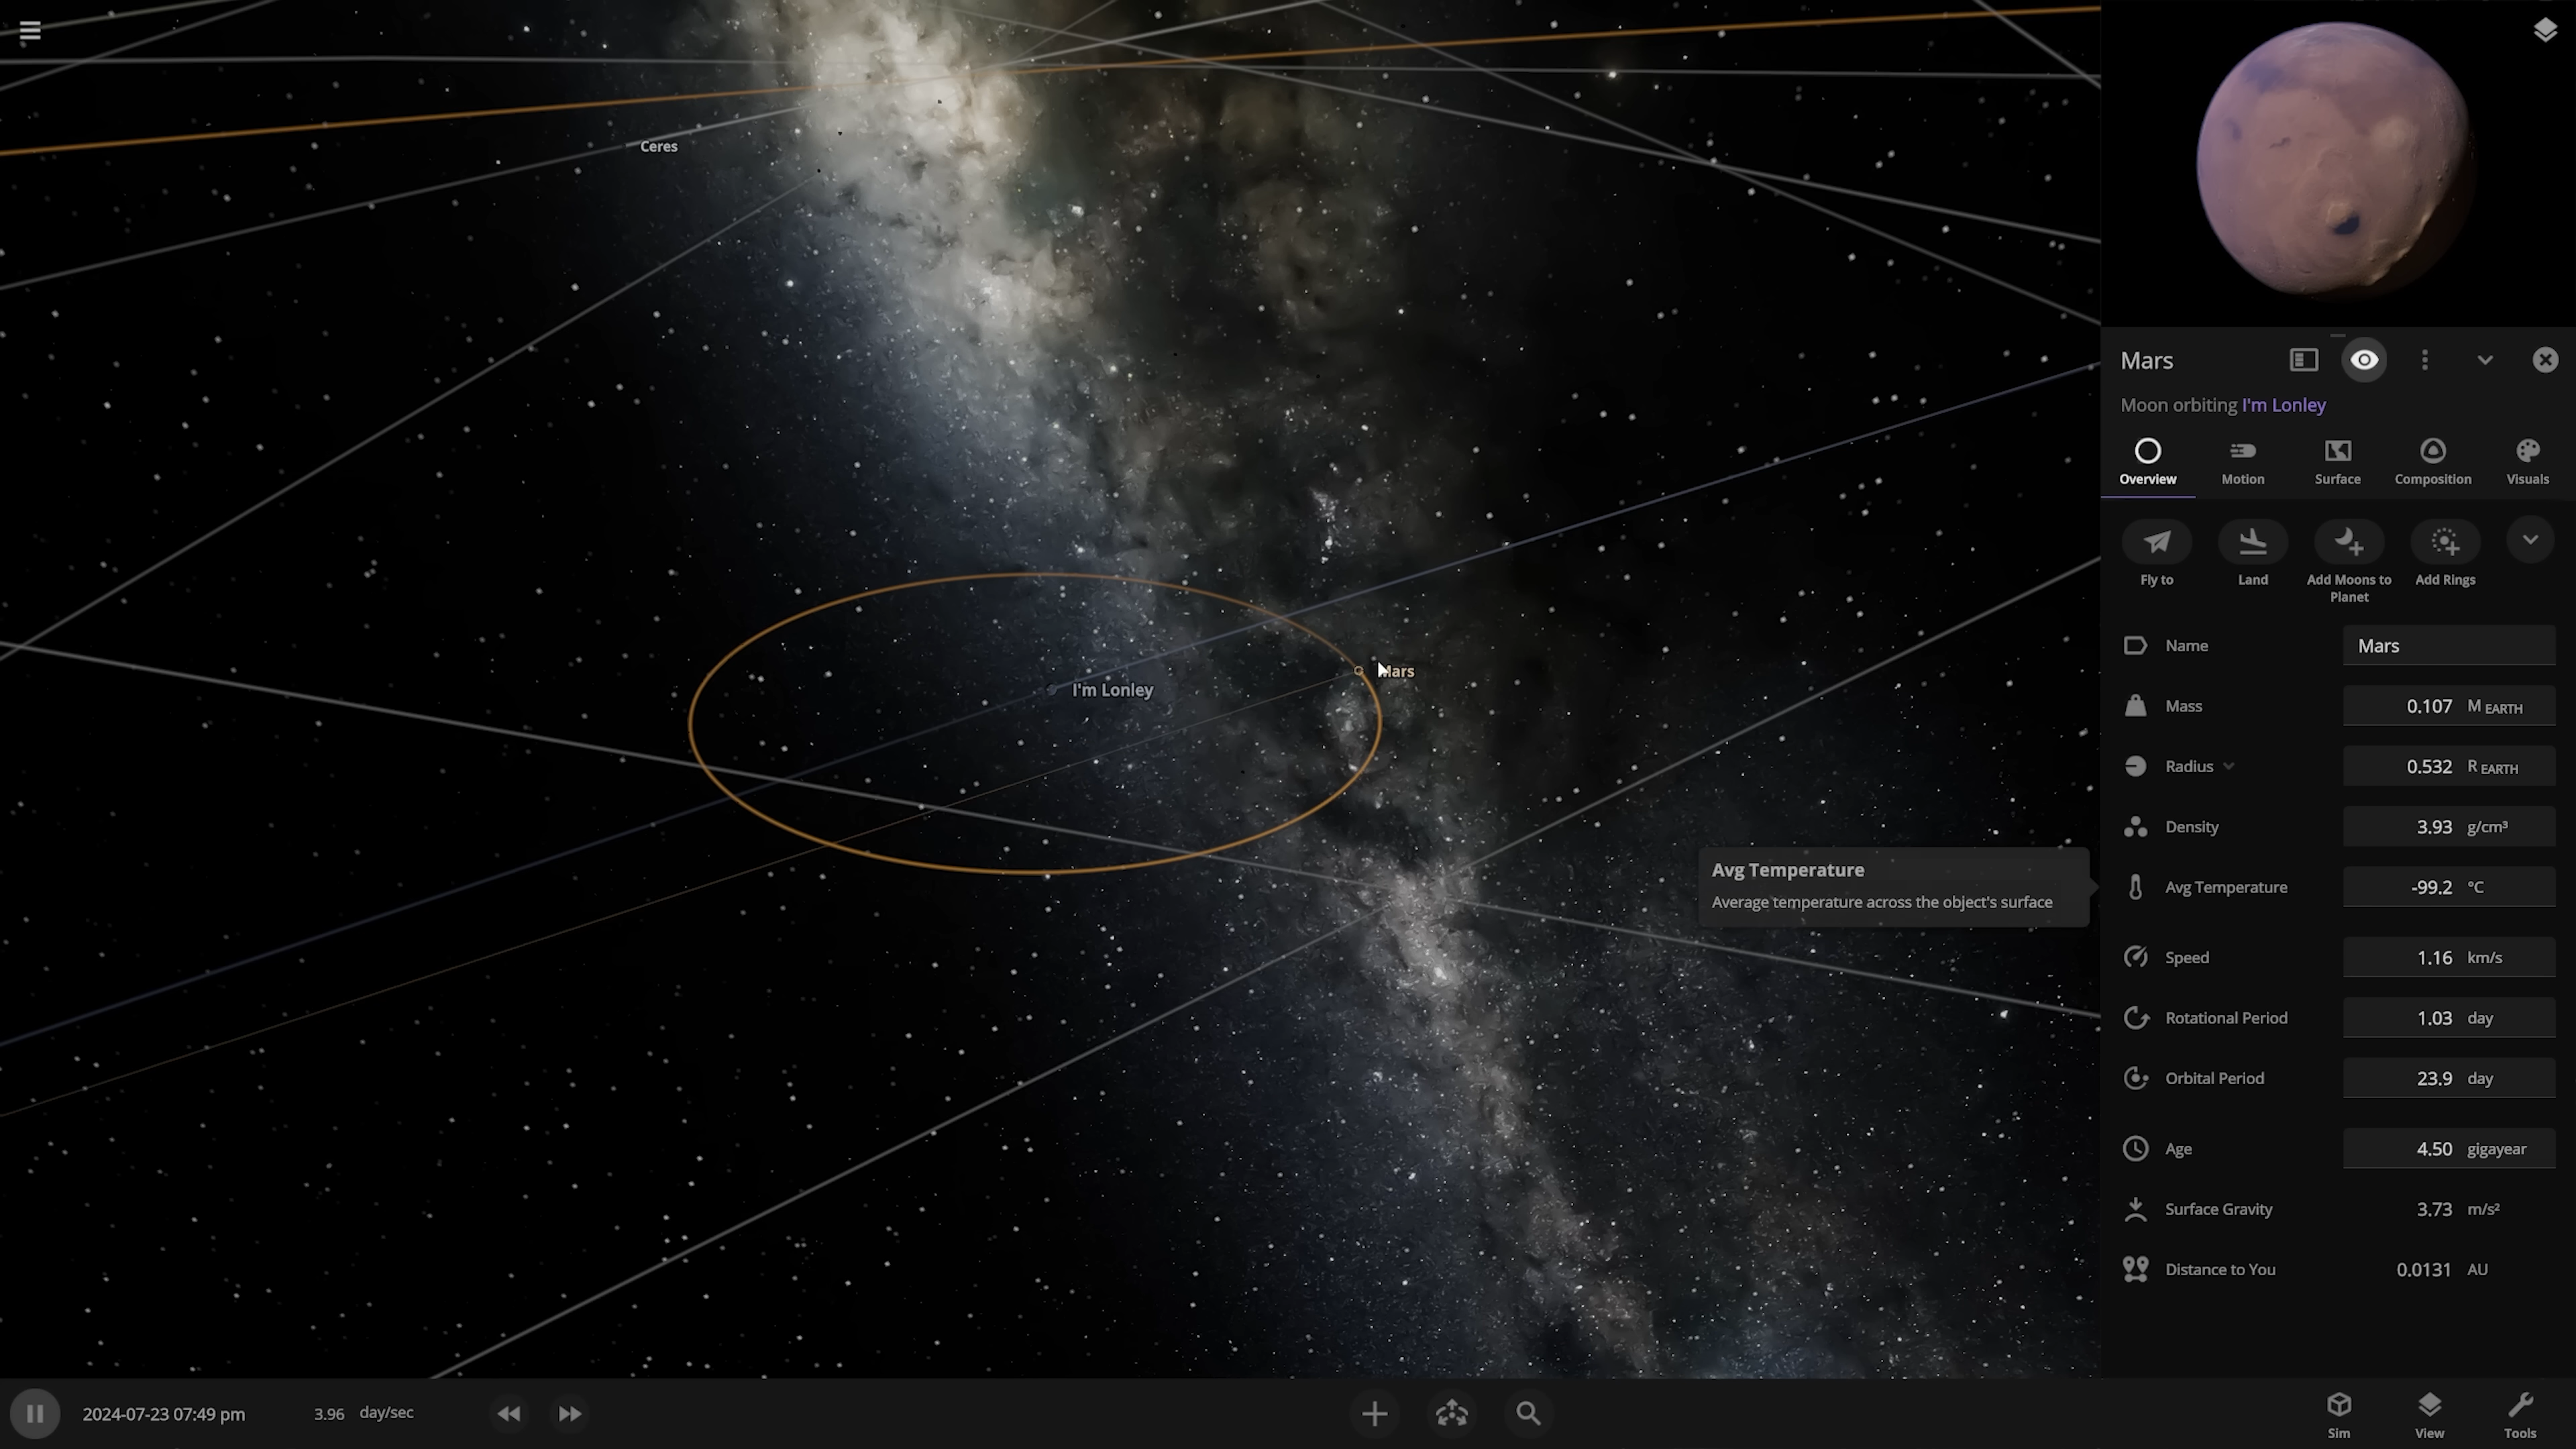 Ceres
I'm Lonley
Mars
Avg Temperature
Average temperature across the object's surface
Mars
Moon orbiting I'm Lonley
Overview
Motion
Surface
Composition
Visuals
Fly to
Land
Add Moons to
Planet
Add Rings
Name Mars
Mass 0.107 M EARTH
Radius 0.532 R EARTH
Density 3.93 g/cm³
Avg Temperature -99.2 °C
Speed 1.16 km/s
Rotational Period 1.03 day
Orbital Period 23.9 day
Age 4.50 gigayear
Surface Gravity 3.73 m/s²
Distance to You 0.0131 AU
2024-07-23 07:49 pm 3.96 day/sec
Sim
View
Tools